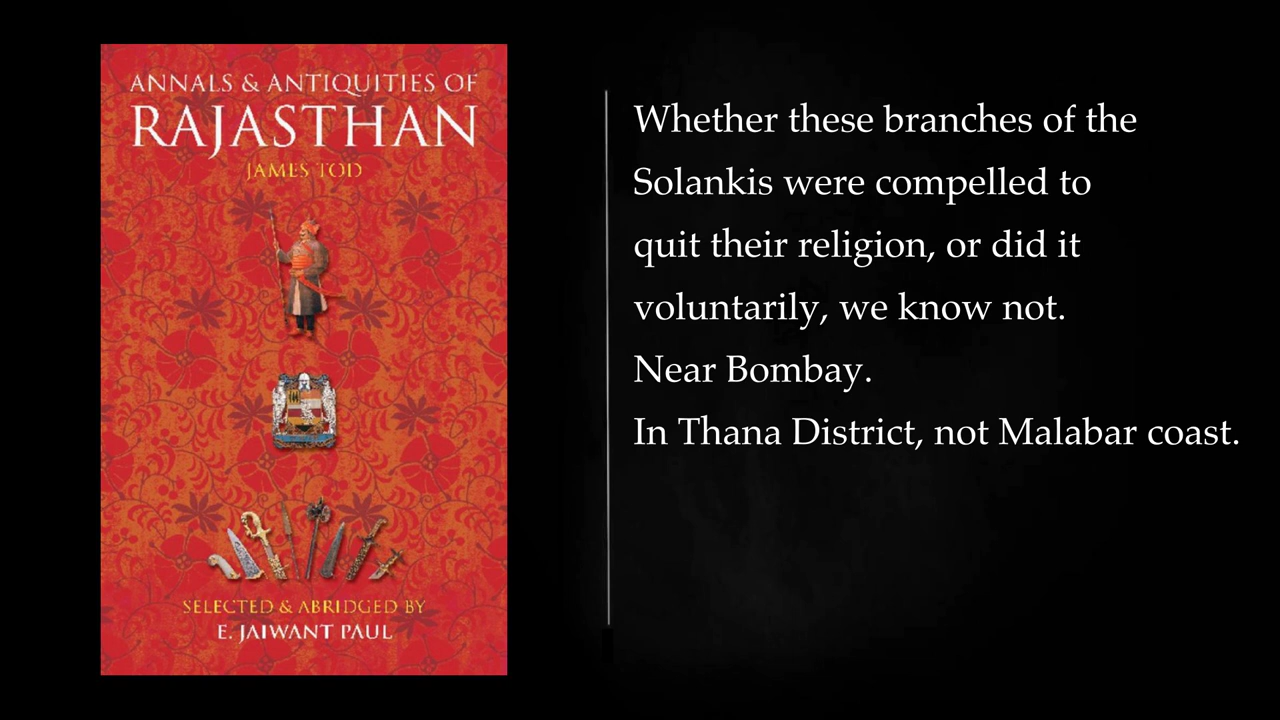 ANNALS & ANTIQUITIES OF
RAJASTHAN
JAMES TOD
SELECTED & ABRIDGED BY
E. JAIWANT PAUL
Whether these branches of the
Solankis were compelled to
quit their religion, or did it
voluntarily, we know not.
Near Bombay.
In Thana District, not Malabar coast.